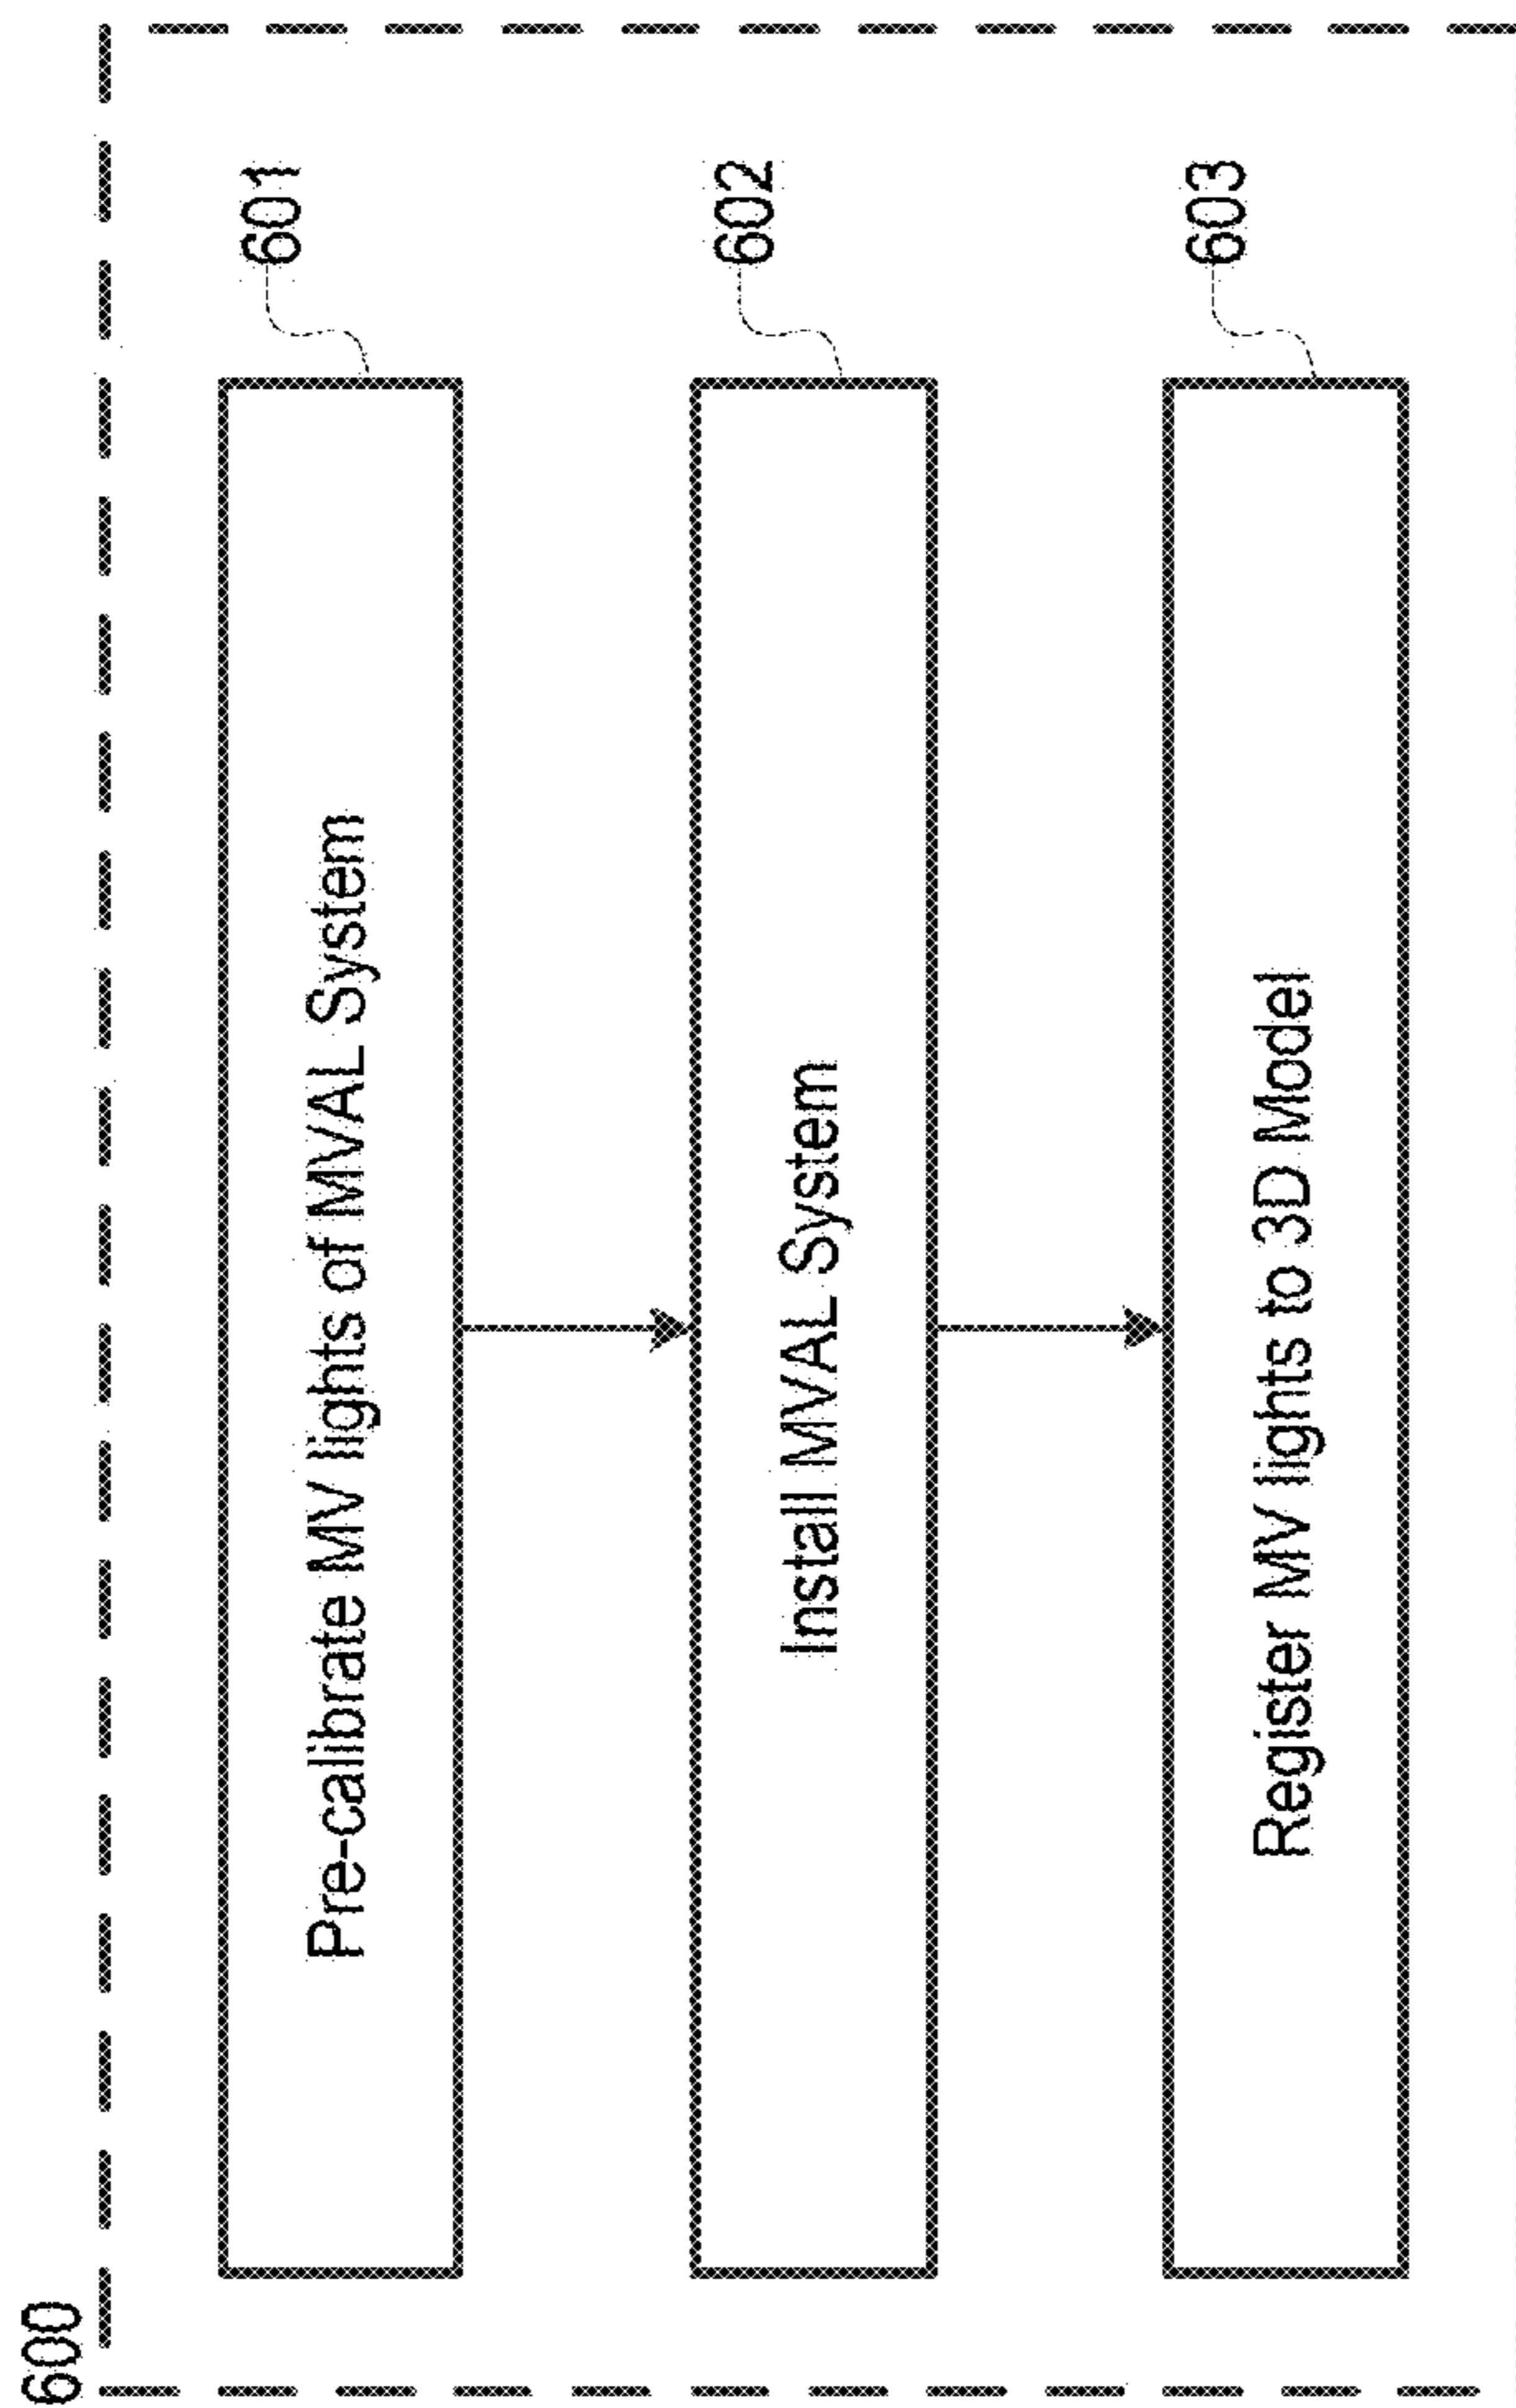 600
601
Pre-calibrate MV lights of MVAL System
602
Install MVAL System
603
Register MV lights to 3D Model